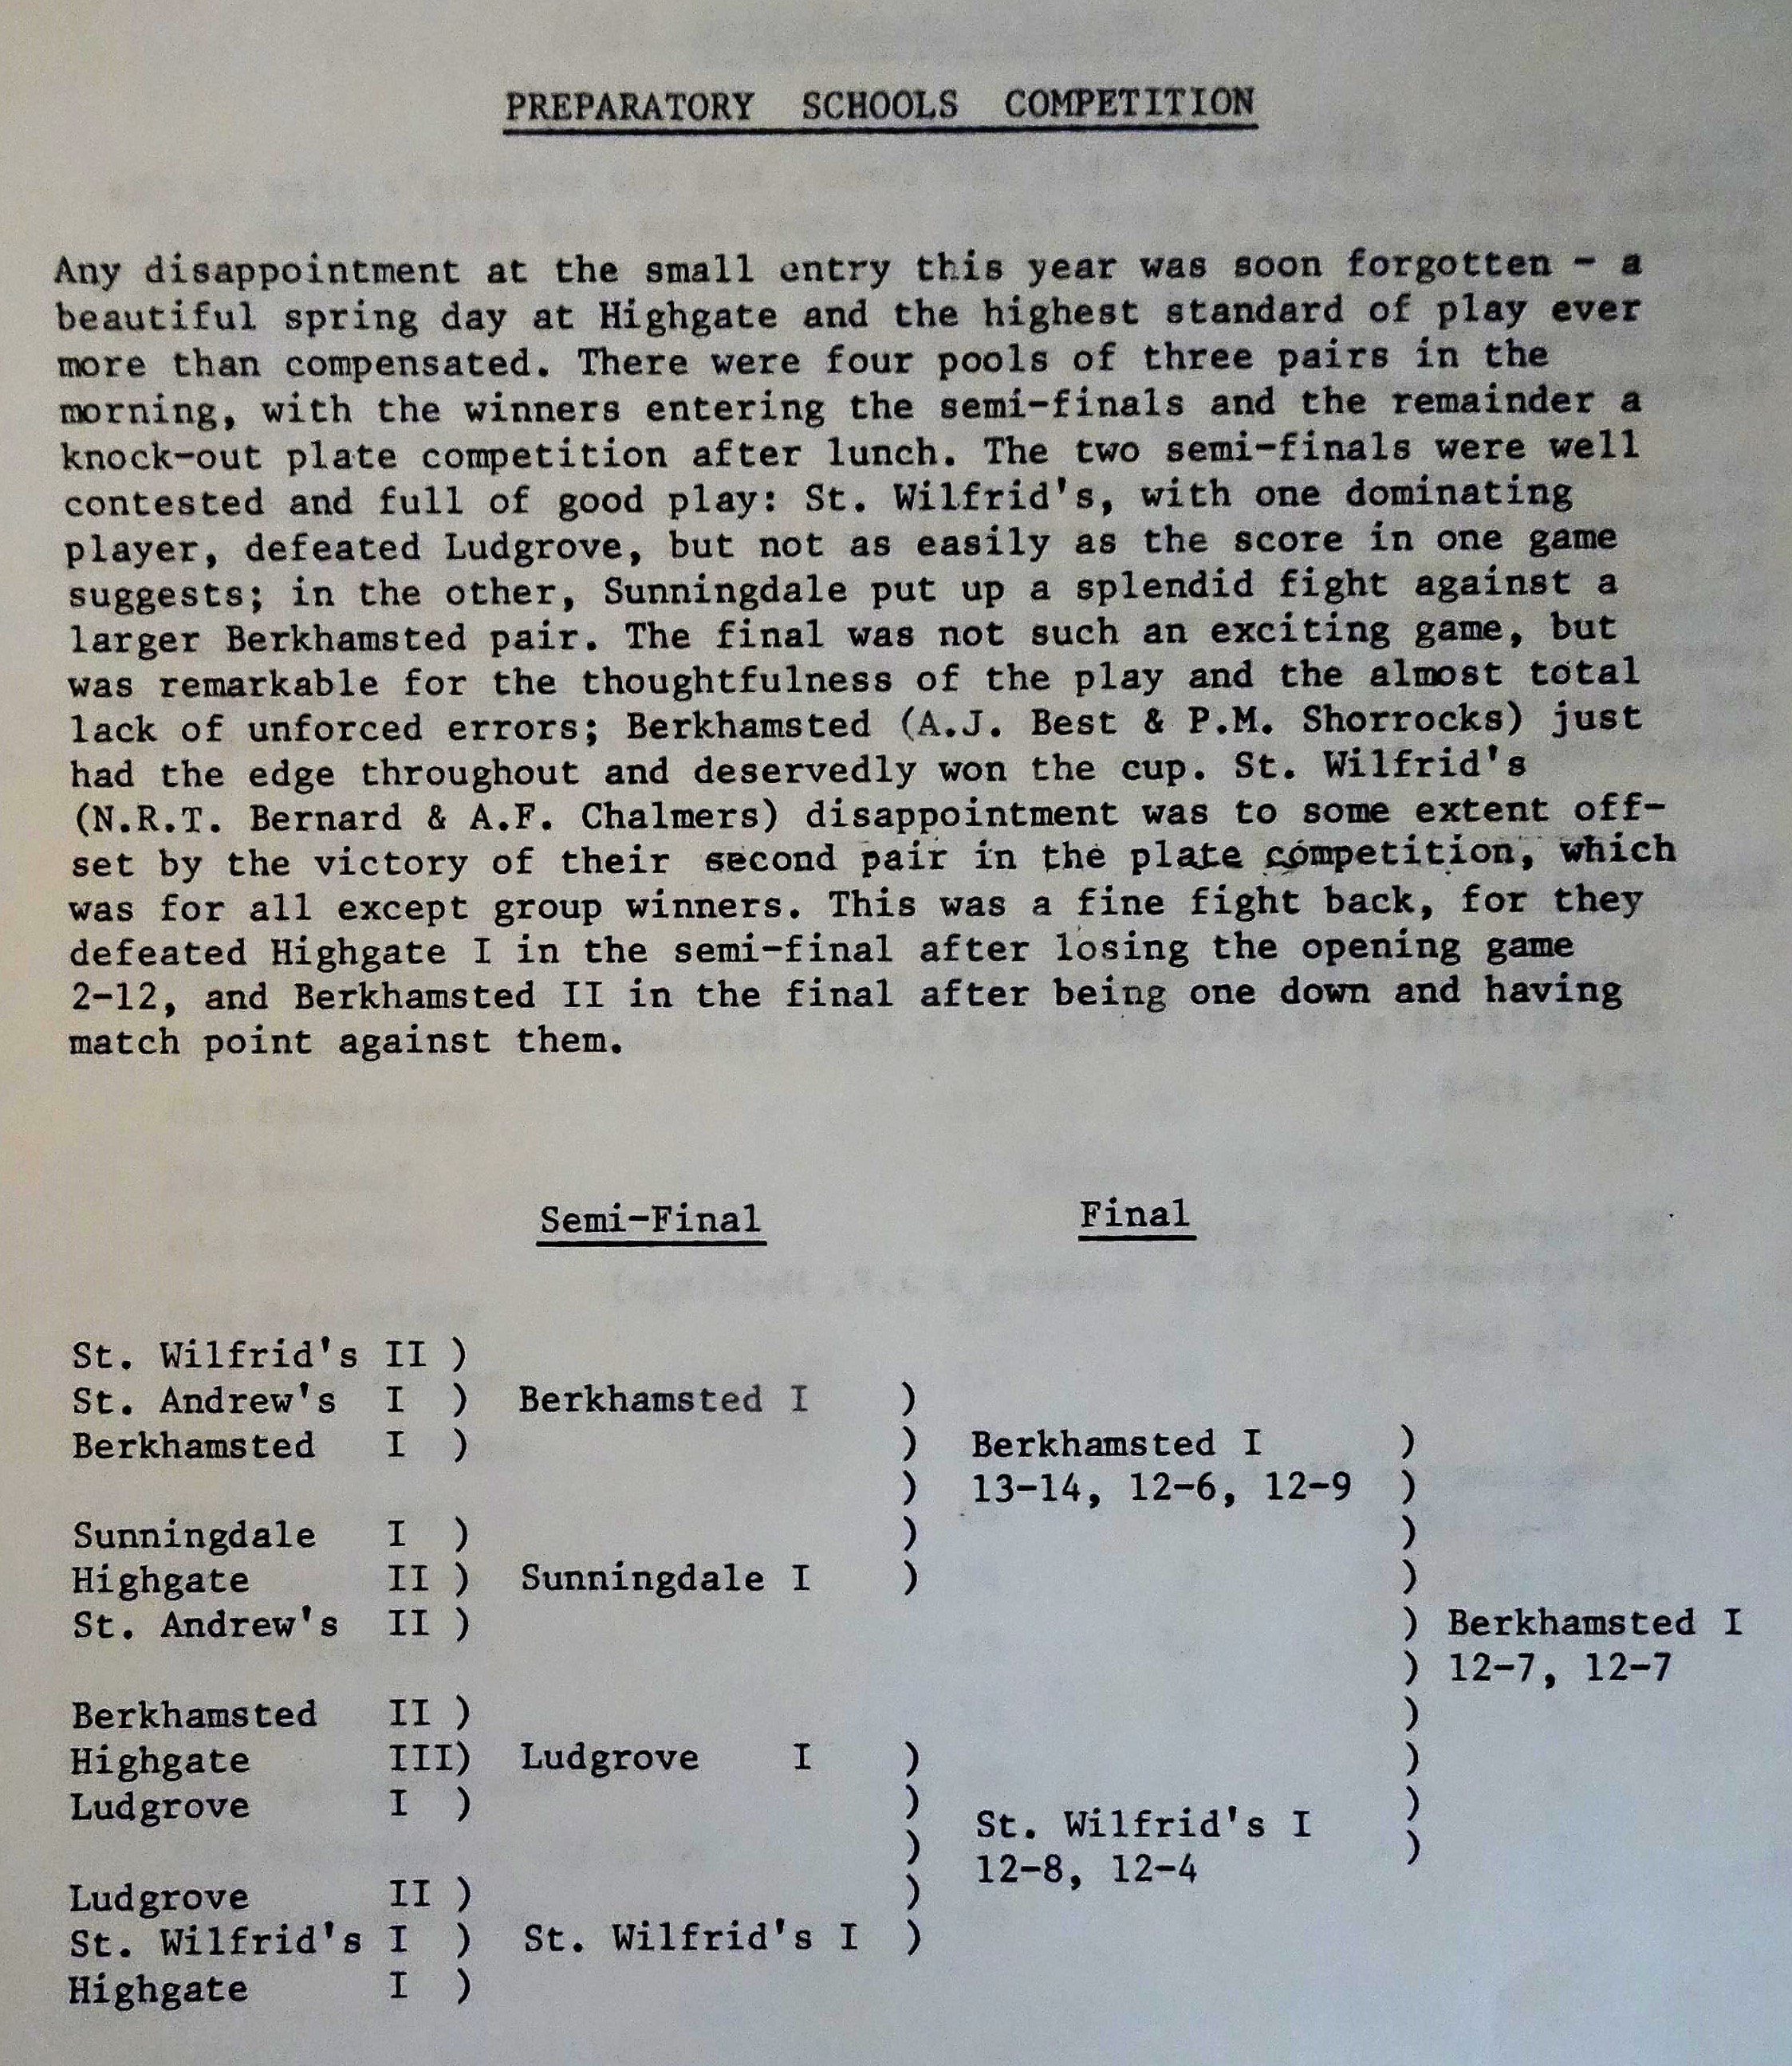 PREPARATORY SCHOOLS COMPETITION
Any disappointment at the small entry this year was soon forgotten - a
beautiful spring day at Highgate and the highest standard of play ever
more than compensated. There were four pools of three pairs in the
morning, with the winners entering the semi-finals and the remainder a
knock-out plate competition after lunch. The two semi-finals were well
contested and full of good play: St. Wilfrid's, with one dominating
player, defeated Ludgrove, but not as easily as the score in one game
suggests; in the other, Sunningdale put up a splendid fight against a
larger Berkhamsted pair. The final was not such an exciting game, but
was remarkable for the thoughtfulness of the play and the almost total
lack of unforced errors; Berkhamsted (A.J. Best & P.M. Shorrocks) just
had the edge throughout and deservedly won the cup. St. Wilfrid's
(N.R.T. Bernard & A.F. Chalmers) disappointment was to some extent off-
set by the victory of their second pair in the plate competition, which
was for all except group winners. This was a fine fight back, for they
defeated Highgate I in the semi-final after losing the opening game
2-12, and Berkhamsted II in the final after being one down and having
match point against them.
Semi-Final Final
St. Wilfrid's II )
St. Andrew's I ) Berkhamsted I )
Berkhamsted I ) ) Berkhamsted I )
) 13-14, 12-6, 12-9 )
Sunningdale I ) ) )
Highgate II ) Sunningdale I ) )
St. Andrew's II ) ) Berkhamsted I
) 12-7, 12-7
Berkhamsted II ) )
Highgate III) Ludgrove I ) )
Ludgrove I ) ) )
) St. Wilfrid's I )
Ludgrove II ) ) 12-8, 12-4
St. Wilfrid's I ) St. Wilfrid's I )
Highgate I )